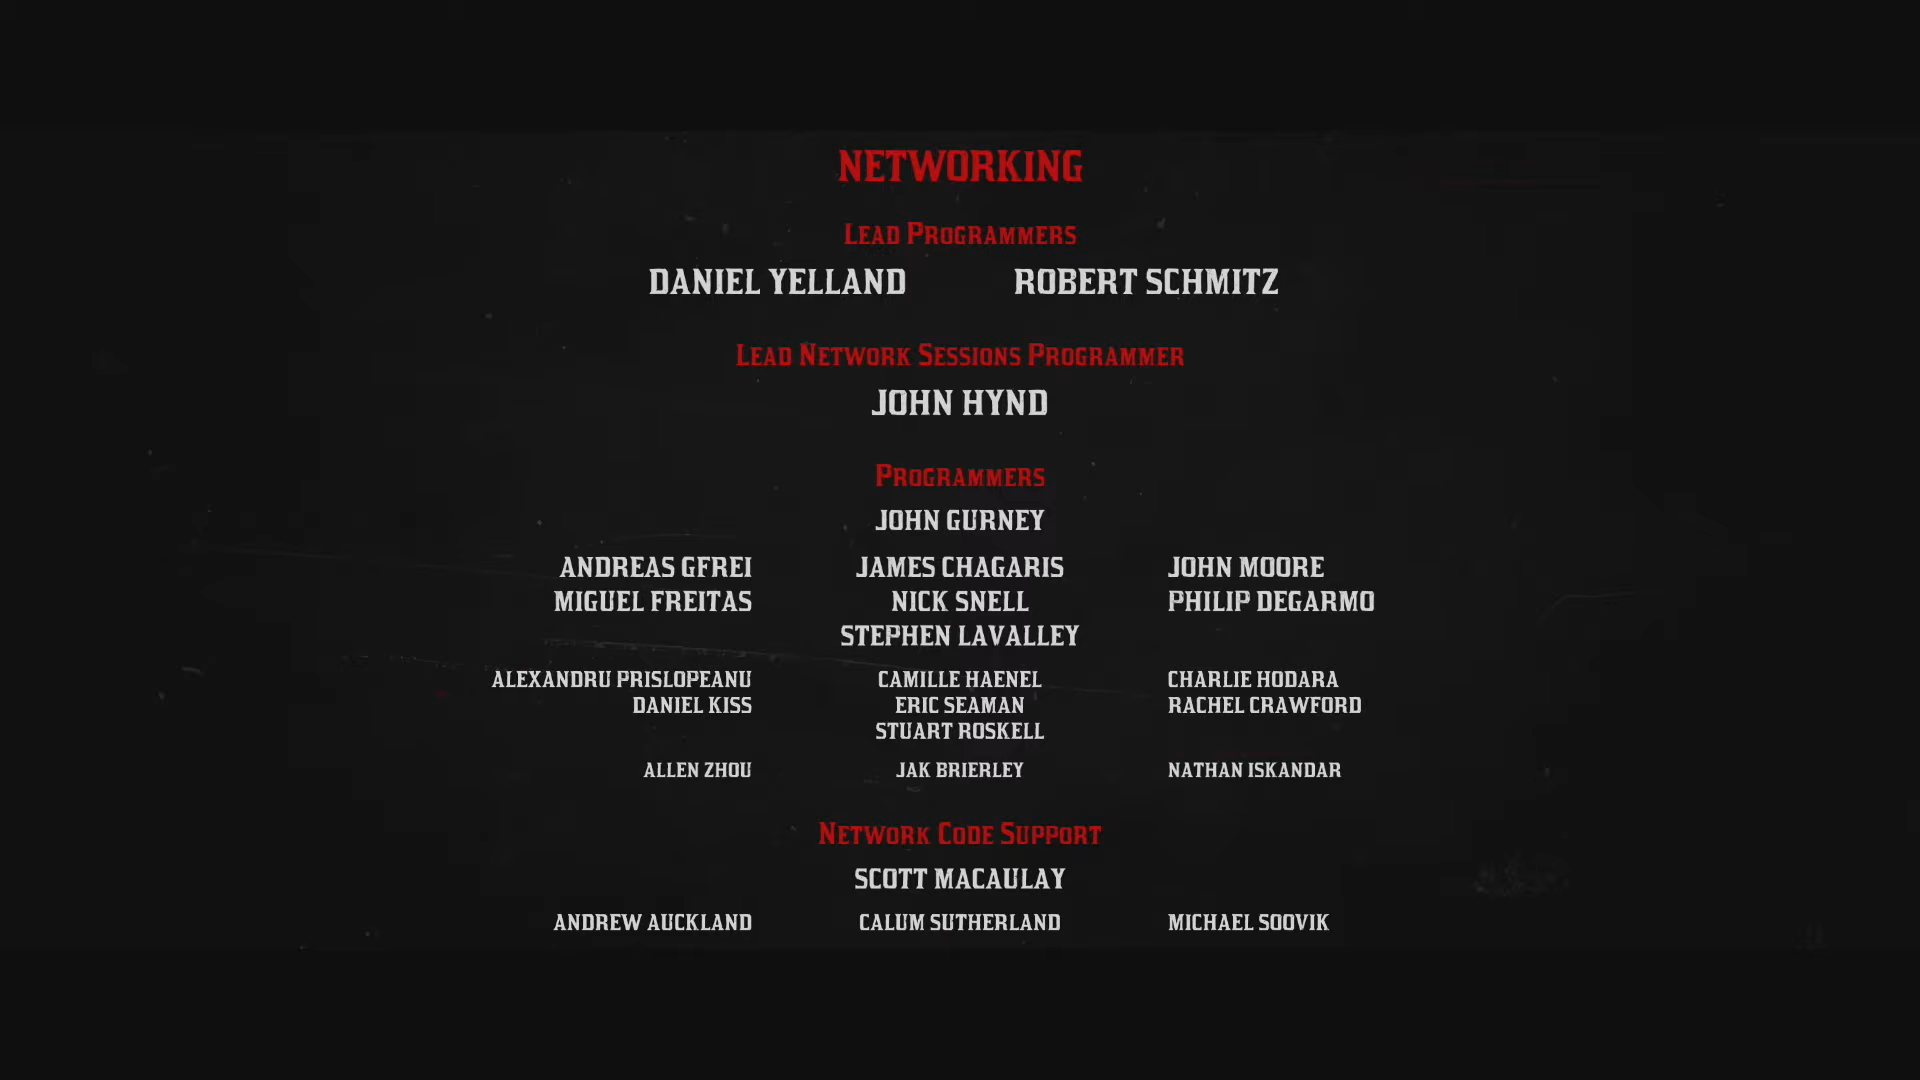 NETWORKING
LEAD PROGRAMMERS
DANIEL YELLAND ROBERT SCHMITZ
LEAD NETWORK SESSIONS PROGRAMMER
JOHN HYND
PROGRAMMERS
JOHN GURNEY
ANDREAS GFREI JAMES CHAGARIS JOHN MOORE
MIGUEL FREITAS NICK SNELL PHILIP DEGARMO
STEPHEN LAVALLEY
ALEXANDRU PRISLOPEANU CAMILLE HAENEL CHARLIE HODARA
DANIEL KISS ERIC SEAMAN RACHEL CRAWFORD
STUART ROSKELL
ALLEN ZHOU JAK BRIERLEY NATHAN ISKANDAR
NETWORK CODE SUPPORT
SCOTT MACAULAY
ANDREW AUCKLAND CALUM SUTHERLAND MICHAEL SOOVIK